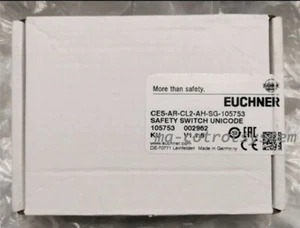 More than safety.
EUCHNER
CES-AR-CL2-AH-SG-105753
SAFETY SWITCH UNICODE
105753 002962
www.euchner.com
DE-70771 Leinfelden Made in Germany